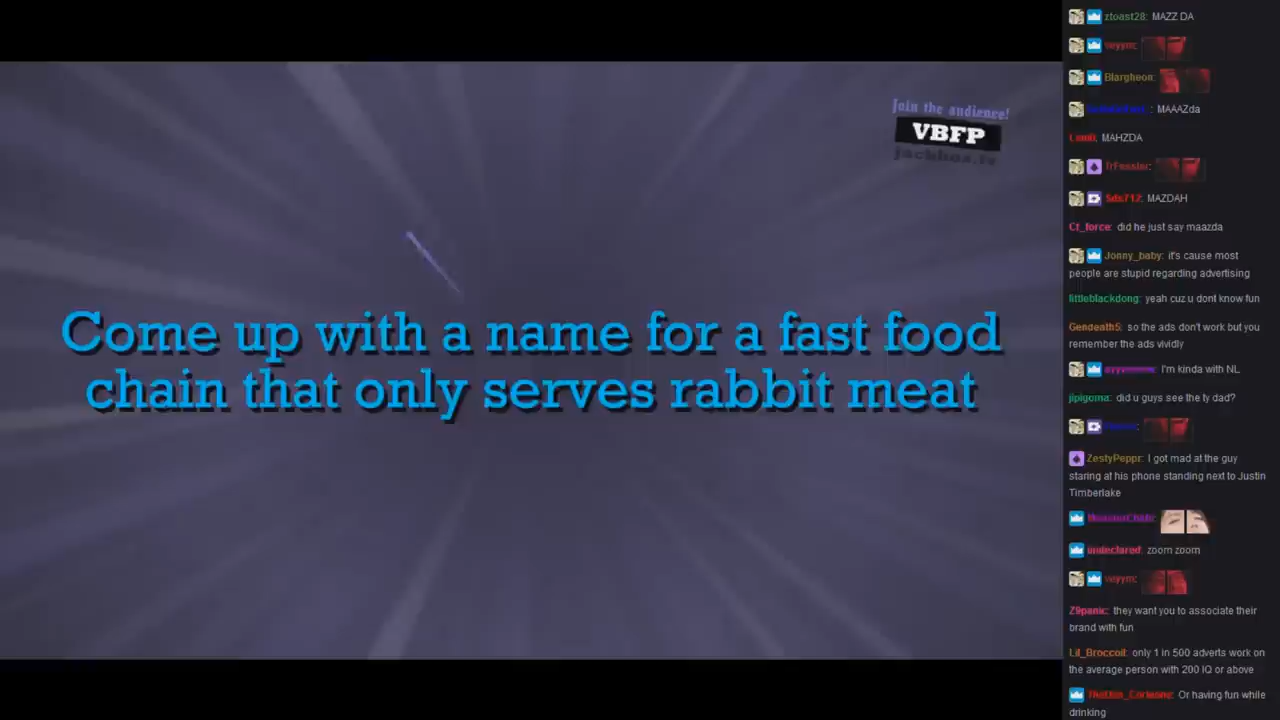 Join the audience!
VBFP
jackbox.tv
Come up with a name for a fast food
chain that only serves rabbit meat
ztoast28: MAZZ DA
veyym:
Blargheon:
: MAAAZda
MAHZDA
TrFessler:
Sds712: MAZDAH
Ct_force: did he just say maazda
Jonny_baby: it's cause most
people are stupid regarding advertising
littleblackdong: yeah cuz u dont know fun
Gendeath5: so the ads don't work but you
remember the ads vividly
I'm kinda with NL
jipigoma: did u guys see the ty dad?
ZestyPeppr: I got mad at the guy
staring at his phone standing next to Justin
Timberlake
undeclared: zoom zoom
veyym:
Z9panic: they want you to associate their
brand with fun
Lil_Broccoli: only 1 in 500 adverts work on
the average person with 200 IQ or above
Or having fun while
drinking